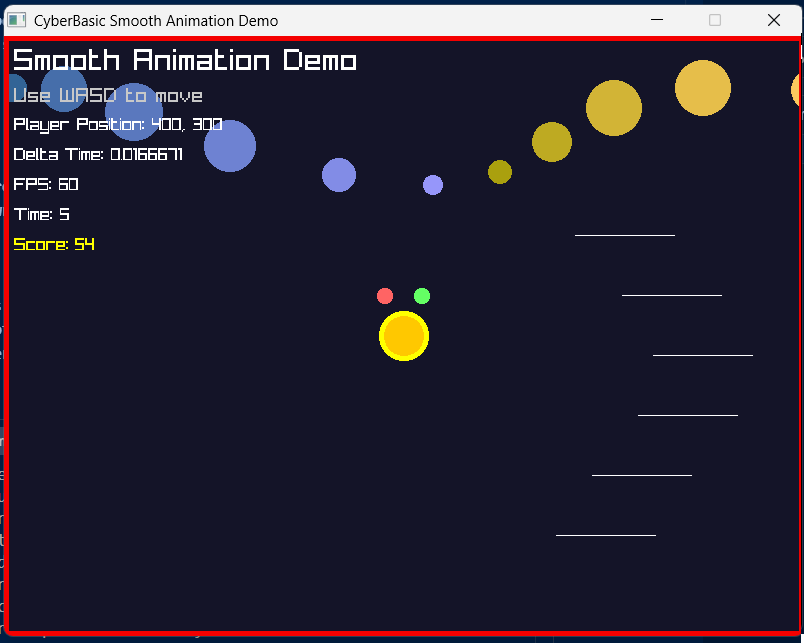 CyberBasic Smooth Animation Demo
Smooth Animation Demo
Use WASD to move
Player Position: 400, 300
Delta Time: 0.0166671
FPS: 60
Time: 5
Score: 54